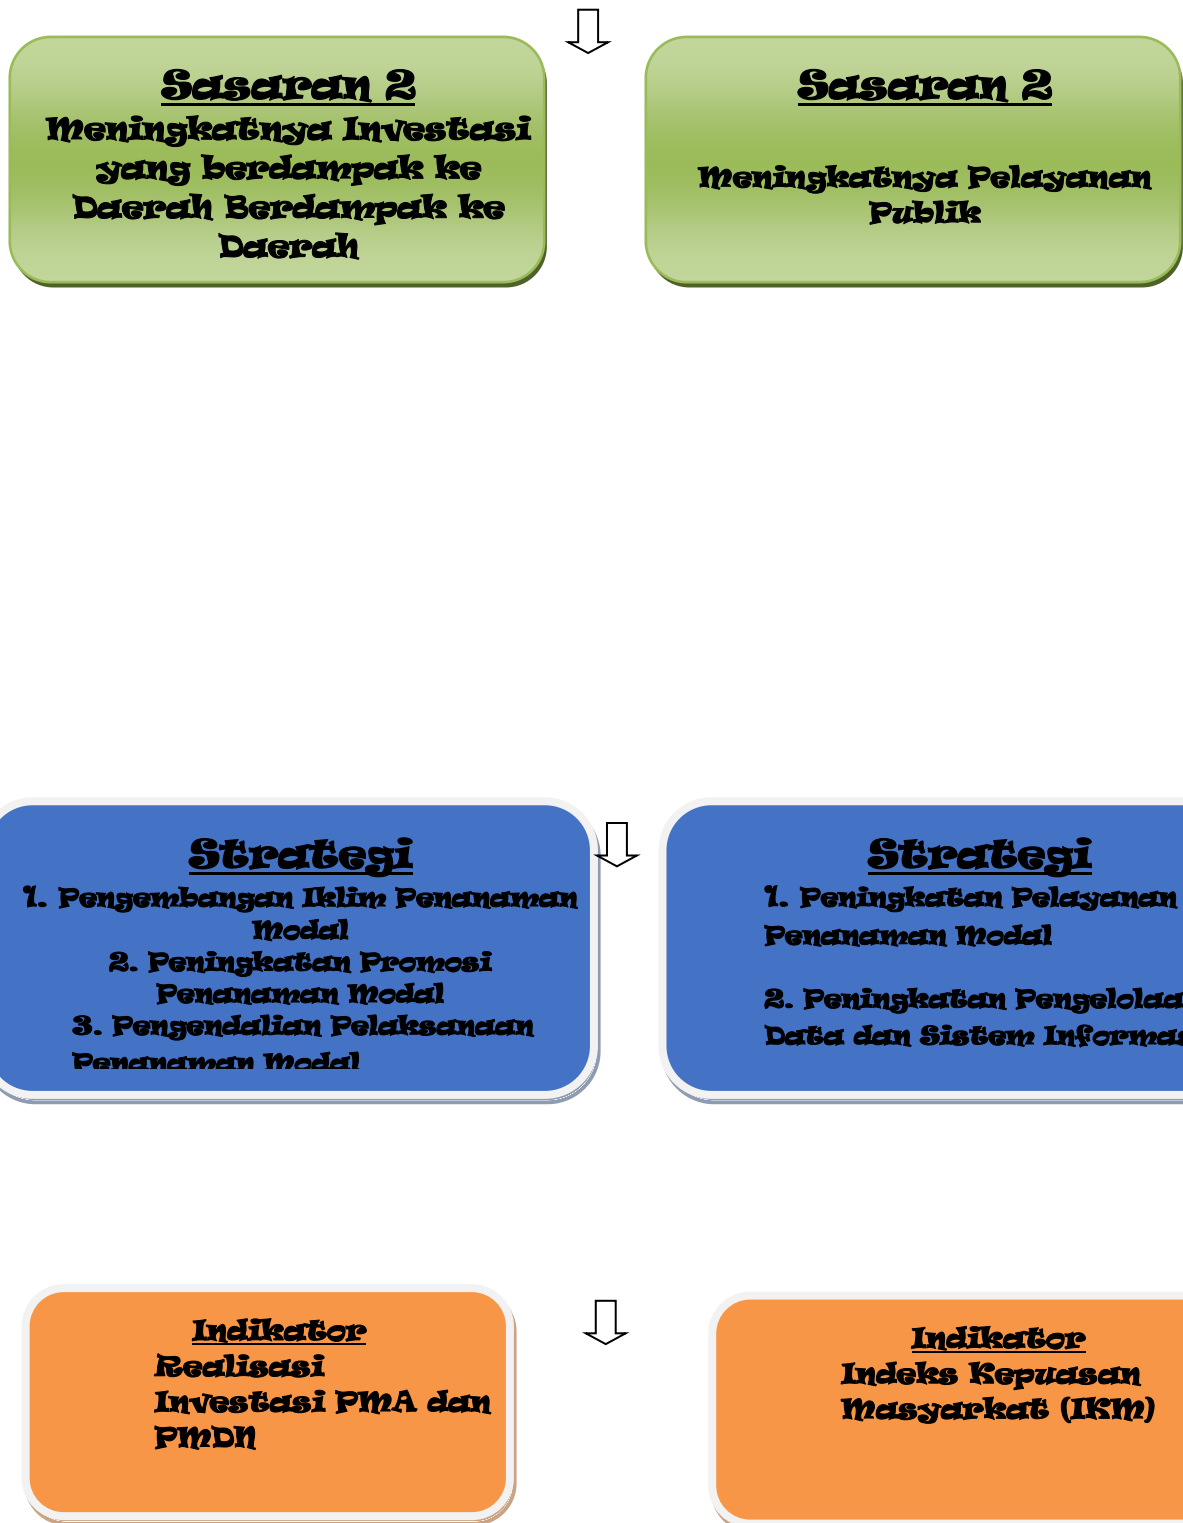 Sasaran 2
Meningkatnya Investasi
yang berdampak ke
Daerah Berdampak ke
Daerah
Sasaran 2
Meningkatnya Pelayanan
Publik
Strategi
1. Pengembangan Iklim Penanaman
Modal
2. Peningkatan Promosi
Penanaman Modal
3. Pengendalian Pelaksanaan
Penanaman Modal
Strategi
1. Peningkatan Pelayanan
Penanaman Modal
2. Peningkatan Pengelolaa
Data dan Sistem Informas
Indikator
Realisasi
Investasi PMA dan
PMDN
Indikator
Indeks Kepuasan
Masyarkat (IKM)